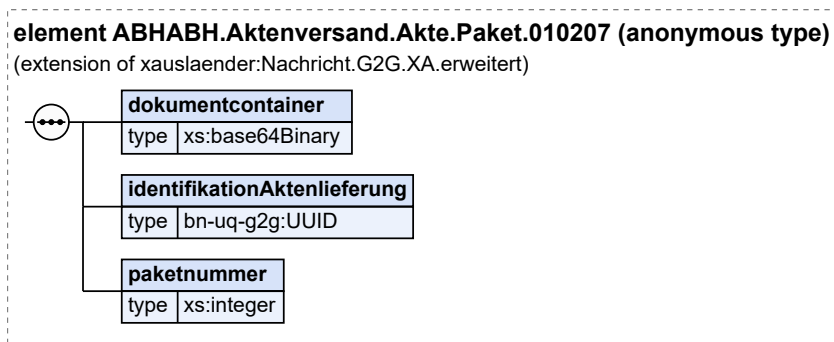 element ABHABH.Aktenversand.Akte.Paket.010207 (anonymous type)
(extension of xauslaender:Nachricht.G2G.XA.erweitert)
dokumentcontainer
type xs:base64Binary
identifikationAktenlieferung
type bn-uq-g2g:UUID
paketnummer
type xs:integer